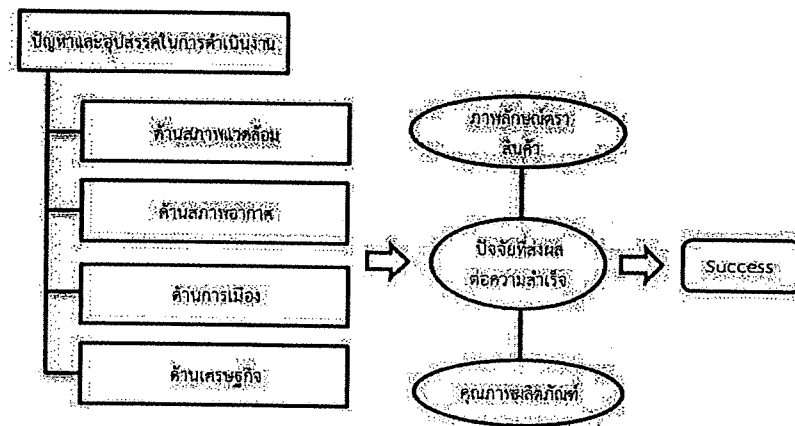 ปัญหาและอุปสรรคในการดำเนินงาน
ด้านสภาพแวดล้อม
ด้านสภาพอากาศ
ด้านการเมือง
ด้านเศรษฐกิจ
ภาพลักษณ์ตรา
สินค้า
ปัจจัยที่ส่งผล
ต่อความสำเร็จ
คุณภาพผลิตภัณฑ์
Success